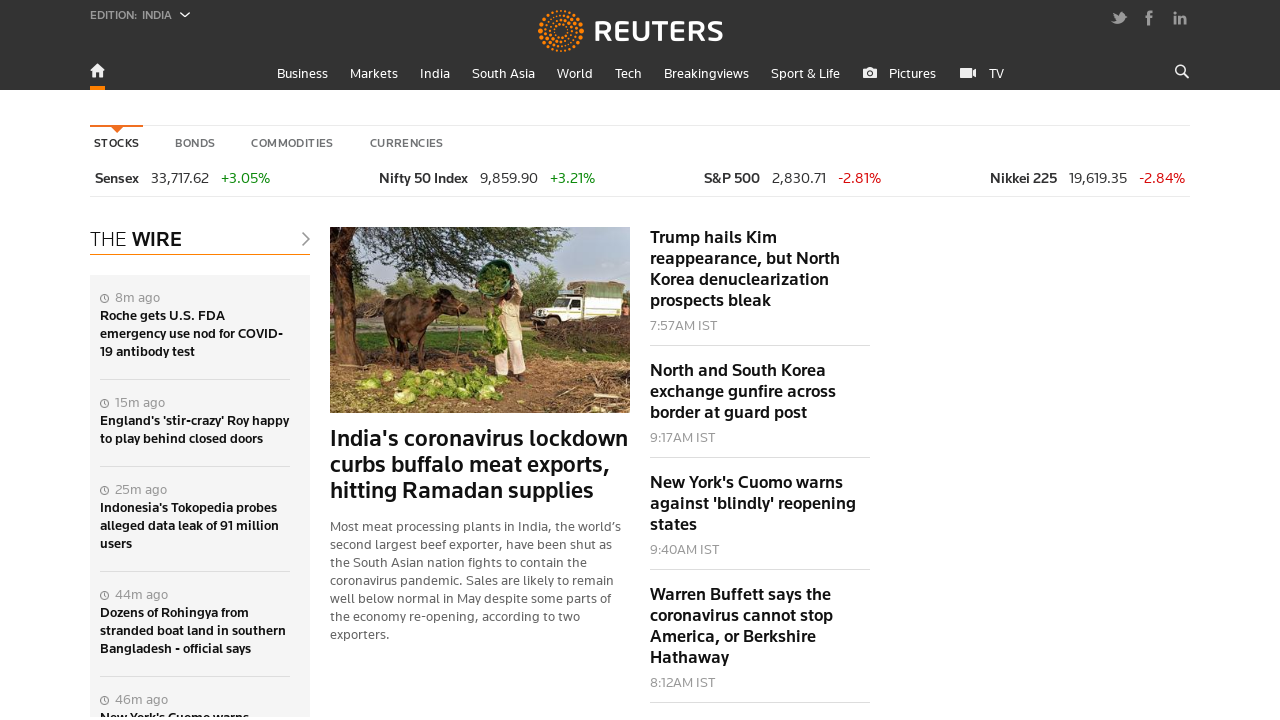 EDITION: INDIA
REUTERS
Business Markets India South Asia World Tech Breakingviews Sport & Life Pictures TV
STOCKS BONDS COMMODITIES CURRENCIES
Sensex 33,717.62 +3.05% Nifty 50 Index 9,859.90 +3.21% S&P 500 2,830.71 -2.81% Nikkei 225 19,619.35 -2.84%
THE WIRE
8m ago
Roche gets U.S. FDA
emergency use nod for COVID-
19 antibody test
15m ago
England's 'stir-crazy' Roy happy
to play behind closed doors
25m ago
Indonesia's Tokopedia probes
alleged data leak of 91 million
users
44m ago
Dozens of Rohingya from
stranded boat land in southern
Bangladesh - official says
46m ago
New York's Cuomo warns
India's coronavirus lockdown
curbs buffalo meat exports,
hitting Ramadan supplies
Most meat processing plants in India, the world’s
second largest beef exporter, have been shut as
the South Asian nation fights to contain the
coronavirus pandemic. Sales are likely to remain
well below normal in May despite some parts of
the economy re-opening, according to two
exporters.
Trump hails Kim
reappearance, but North
Korea denuclearization
prospects bleak
7:57AM IST
North and South Korea
exchange gunfire across
border at guard post
9:17AM IST
New York's Cuomo warns
against 'blindly' reopening
states
9:40AM IST
Warren Buffett says the
coronavirus cannot stop
America, or Berkshire
Hathaway
8:12AM IST